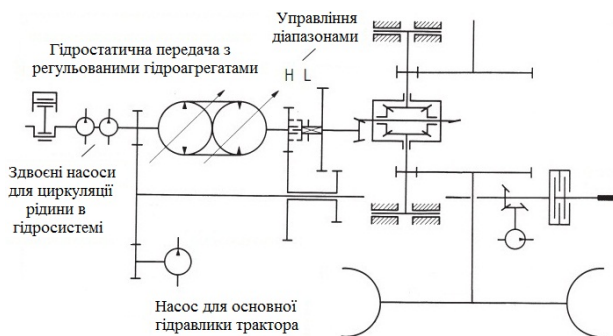 Управління
діапазонами
Гідростатична передача з
регульованими гідроагрегатами
H L
Здвоєні насоси
для циркуляції
рідини в
гідросистемі
Насос для основної
гідравлики трактора